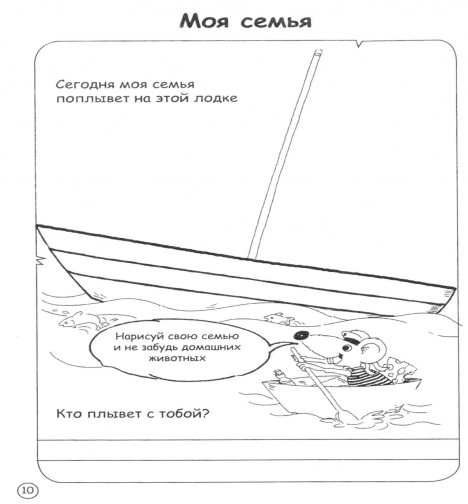 Моя семья
Сегодня моя семья
поплывет на этой лодке
Нарисуй свою семью
и не забудь домашних
животных
Кто плывет с тобой?
10